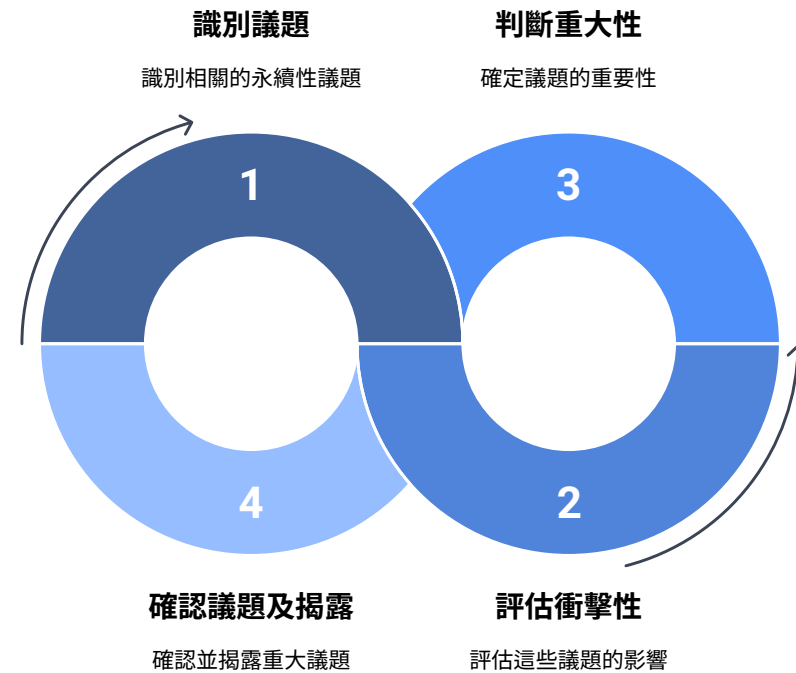 識別議題
識別相關的永續性議題
判斷重大性
確定議題的重要性
1
3
4
2
確認議題及揭露
確認並揭露重大議題
評估衝擊性
評估這些議題的影響